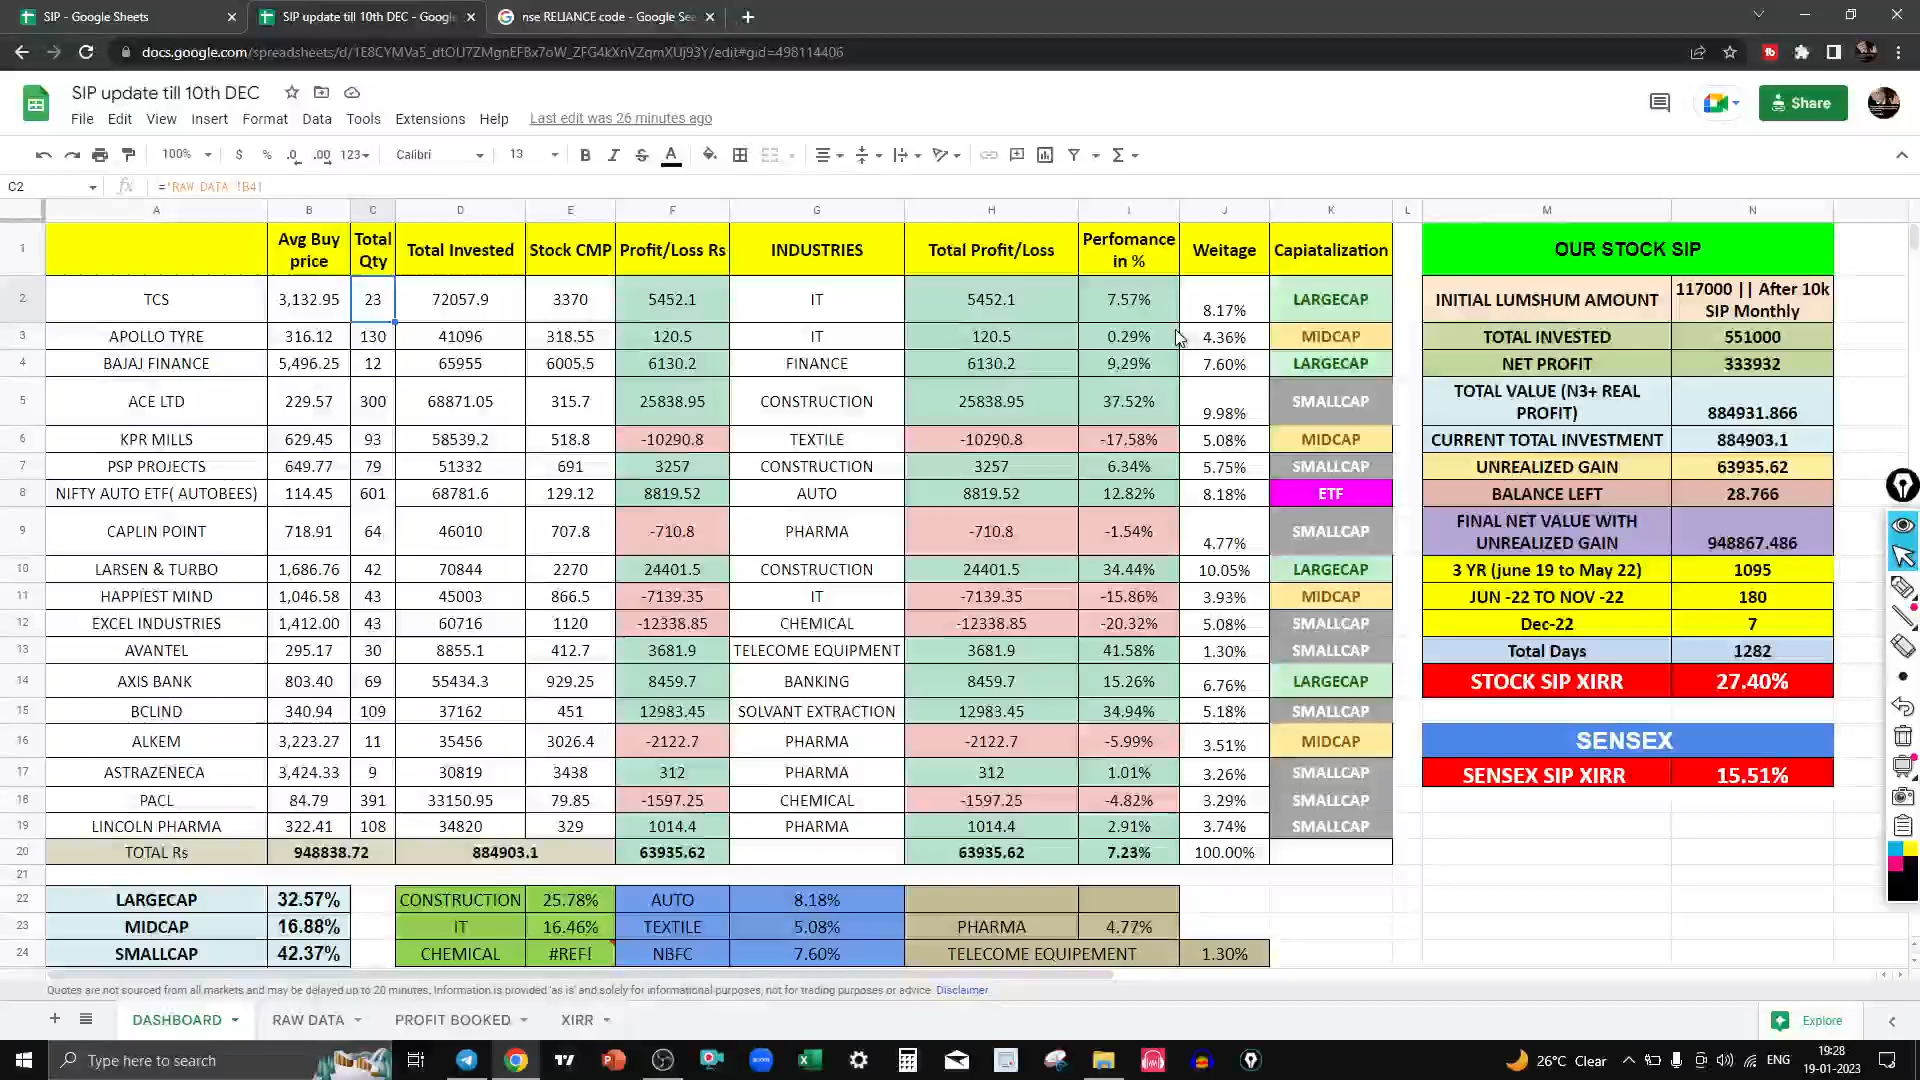 SIP - Google Sheets
SIP update till 10th DEC - Google
nse RELIANCE code - Google Sea
docs.google.com/spreadsheets/d/1E8CYMVa5_dtOU7ZMgnEFBx7oW_ZFG4kXnVZqmXUj93Y/edit#gid=498114406
SIP update till 10th DEC
Share
File Edit View Insert Format Data Tools Extensions Help Last edit was 26 minutes ago
100% $ % .0 .00 123 Calibri 13 B I S A
C2 ='RAW DATA '!B4
A B C D E F G H I J K L M N
1 Avg Buy price Total Qty Total Invested Stock CMP Profit/Loss Rs INDUSTRIES Total Profit/Loss Perfomance in % Weitage Capiatalization OUR STOCK SIP
2 TCS 3,132.95 23 72057.9 3370 5452.1 IT 5452.1 7.57% 8.17% LARGECAP INITIAL LUMSHUM AMOUNT 117000 || After 10k SIP Monthly
3 APOLLO TYRE 316.12 130 41096 318.55 120.5 IT 120.5 0.29% 4.36% MIDCAP TOTAL INVESTED 551000
4 BAJAJ FINANCE 5,496.25 12 65955 6005.5 6130.2 FINANCE 6130.2 9.29% 7.60% LARGECAP NET PROFIT 333932
5 ACE LTD 229.57 300 68871.05 315.7 25838.95 CONSTRUCTION 25838.95 37.52% 9.98% SMALLCAP TOTAL VALUE (N3+ REAL PROFIT) 884931.866
6 KPR MILLS 629.45 93 58539.2 518.8 -10290.8 TEXTILE -10290.8 -17.58% 5.08% MIDCAP CURRENT TOTAL INVESTMENT 884903.1
7 PSP PROJECTS 649.77 79 51332 691 3257 CONSTRUCTION 3257 6.34% 5.75% SMALLCAP UNREALIZED GAIN 63935.62
8 NIFTY AUTO ETF( AUTOBEES) 114.45 601 68781.6 129.12 8819.52 AUTO 8819.52 12.82% 8.18% ETF BALANCE LEFT 28.766
9 CAPLIN POINT 718.91 64 46010 707.8 -710.8 PHARMA -710.8 -1.54% 4.77% SMALLCAP FINAL NET VALUE WITH UNREALIZED GAIN 948867.486
10 LARSEN & TURBO 1,686.76 42 70844 2270 24401.5 CONSTRUCTION 24401.5 34.44% 10.05% LARGECAP 3 YR (june 19 to May 22) 1095
11 HAPPIEST MIND 1,046.58 43 45003 866.5 -7139.35 IT -7139.35 -15.86% 3.93% MIDCAP JUN -22 TO NOV -22 180
12 EXCEL INDUSTRIES 1,412.00 43 60716 1120 -12338.85 CHEMICAL -12338.85 -20.32% 5.08% SMALLCAP Dec-22 7
13 AVANTEL 295.17 30 8855.1 412.7 3681.9 TELECOME EQUIPMENT 3681.9 41.58% 1.30% SMALLCAP Total Days 1282
14 AXIS BANK 803.40 69 55434.3 929.25 8459.7 BANKING 8459.7 15.26% 6.76% LARGECAP STOCK SIP XIRR 27.40%
15 BCLIND 340.94 109 37162 451 12983.45 SOLVANT EXTRACTION 12983.45 34.94% 5.18% SMALLCAP
16 ALKEM 3,223.27 11 35456 3026.4 -2122.7 PHARMA -2122.7 -5.99% 3.51% MIDCAP SENSEX
17 ASTRAZENECA 3,424.33 9 30819 3438 312 PHARMA 312 1.01% 3.26% SMALLCAP SENSEX SIP XIRR 15.51%
18 PACL 84.79 391 33150.95 79.85 -1597.25 CHEMICAL -1597.25 -4.82% 3.29% SMALLCAP
19 LINCOLN PHARMA 322.41 108 34820 329 1014.4 PHARMA 1014.4 2.91% 3.74% SMALLCAP
20 TOTAL Rs 948838.72 884903.1 63935.62 63935.62 7.23% 100.00%
21
22 LARGECAP 32.57% CONSTRUCTION 25.78% AUTO 8.18%
23 MIDCAP 16.88% IT 16.46% TEXTILE 5.08% PHARMA 4.77%
24 SMALLCAP 42.37% CHEMICAL #REF! NBFC 7.60% TELECOME EQUIPEMENT 1.30%
Quotes are not sourced from all markets and may be delayed up to 20 minutes. Information is provided 'as is' and solely for informational purposes, not for trading purposes or advice. Disclaimer
DASHBOARD RAW DATA PROFIT BOOKED XIRR Explore
Type here to search
26°C Clear ENG 19:28
19-01-2023